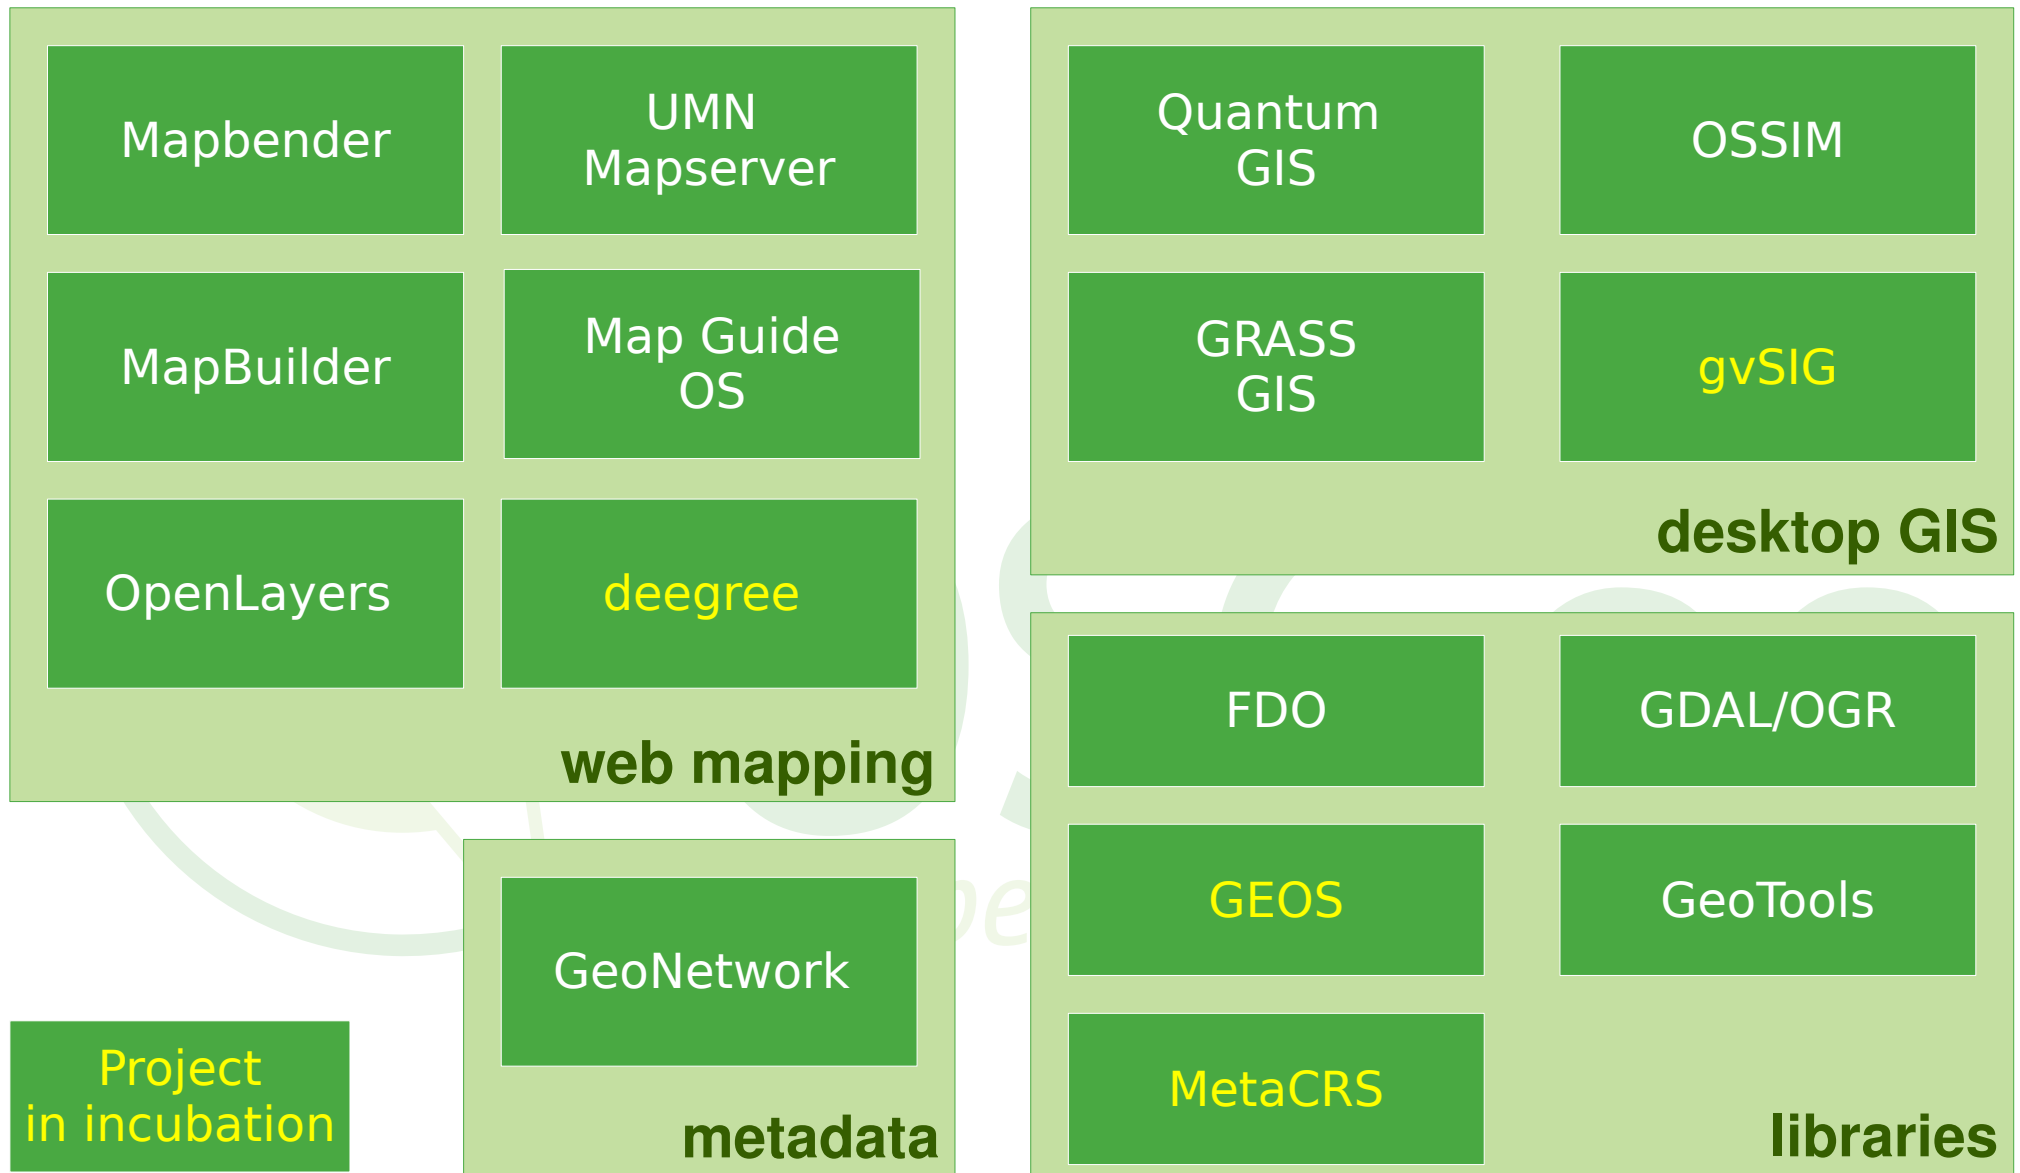 Mapbender
UMN
Mapserver
MapBuilder
Map Guide
OS
OpenLayers
deegree
web mapping
Quantum
GIS
OSSIM
GRASS
GIS
gvSIG
desktop GIS
FDO
GDAL/OGR
GEOS
GeoTools
MetaCRS
libraries
GeoNetwork
metadata
Project
in incubation